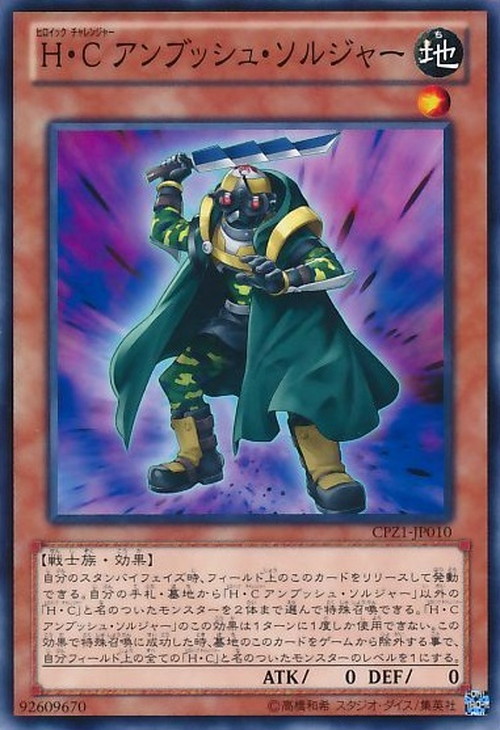 ヒロイック チャレンジャー
H・C アンブッシュ・ソルジャー
ち
地
CPZ1-JP010
【戦士族・効果】
自分のスタンバイフェイズ時、フィールド上のこのカードをリリースして発動
できる。自分の手札・墓地から「H・C アンブッシュ・ソルジャー」以外の
「H・C」と名のついたモンスターを2体まで選んで特殊召喚できる。「H・C
アンブッシュ・ソルジャー」のこの効果は1ターンに1度しか使用できない。この
効果で特殊召喚に成功した時、墓地のこのカードをゲームから除外する事で、
自分フィールド上の全ての「H・C」と名のついたモンスターのレベルを1にする。
ATK/ 0 DEF/ 0
92609670 ©高橋和希 スタジオ・ダイス/集英社